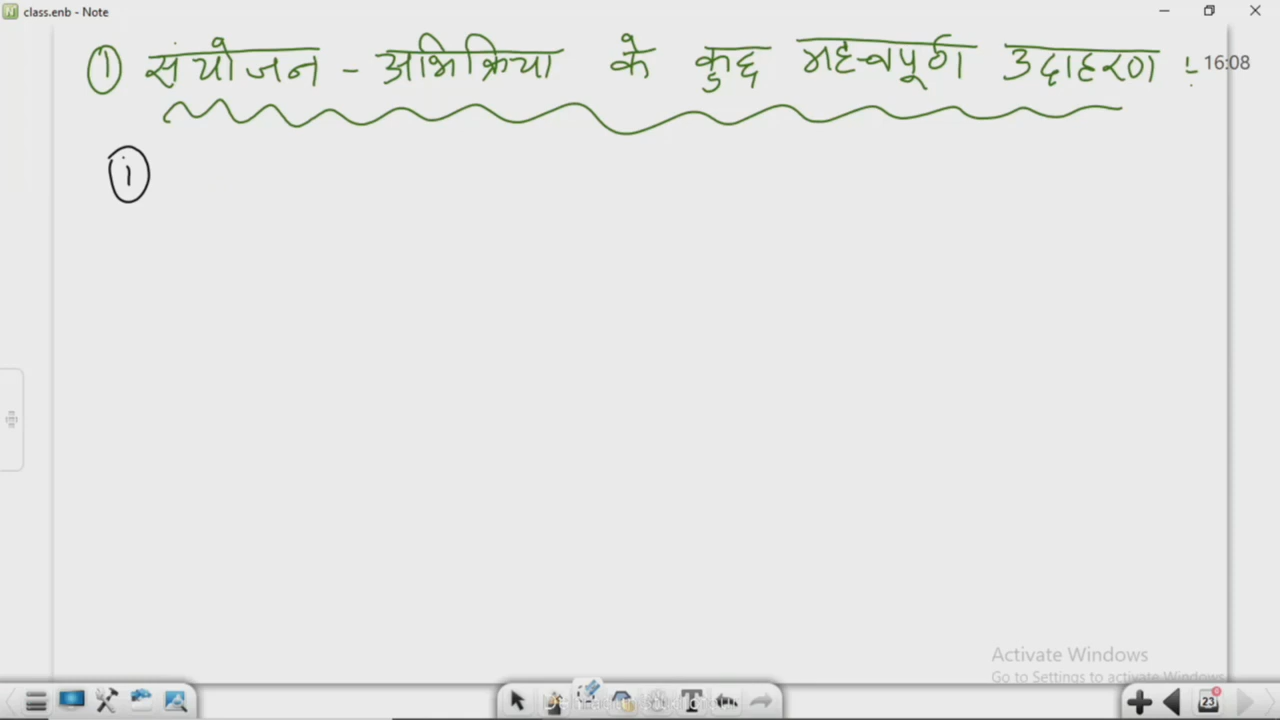 class.enb - Note
① संयोजन - अभिक्रिया के कुछ महत्वपूर्ण उदाहरण :-
16:08
ⓘ
Activate Windows
Go to Settings to activate Windows.